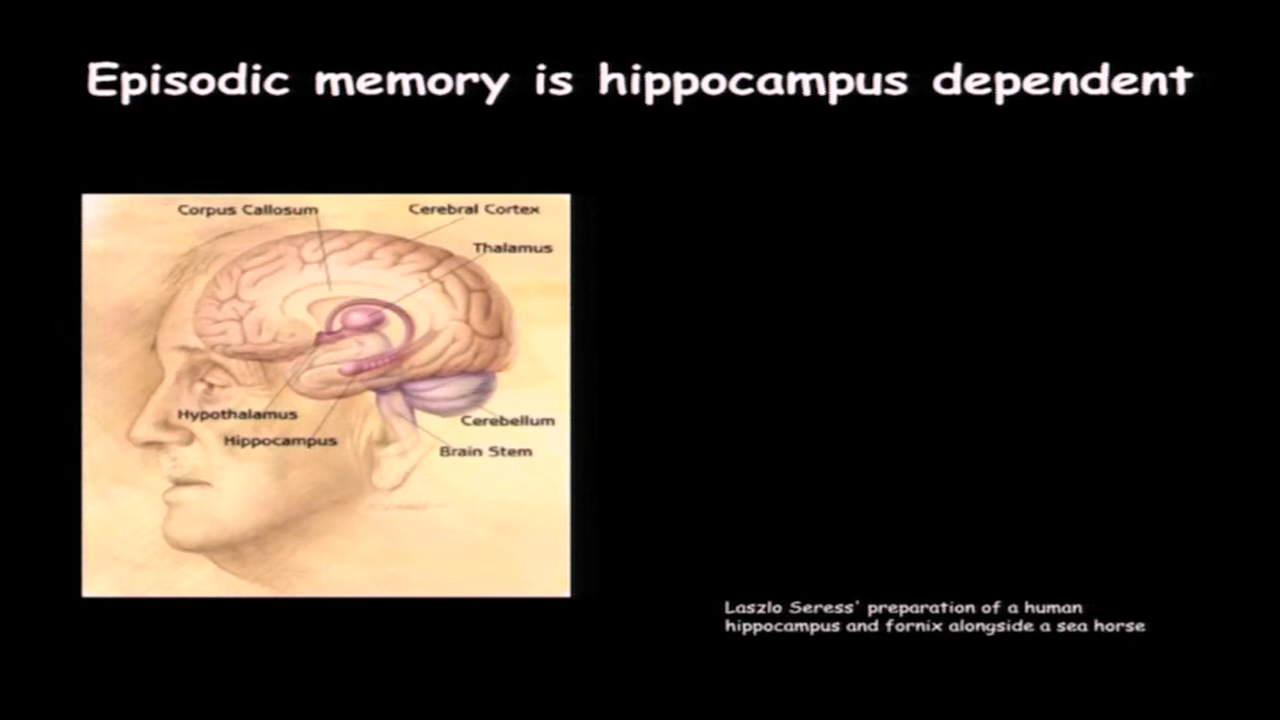 Episodic memory is hippocampus dependent
Corpus Callosum
Cerebral Cortex
Thalamus
Hypothalamus
Hippocampus
Cerebellum
Brain Stem
Laszlo Seress' preparation of a human
hippocampus and fornix alongside a sea horse